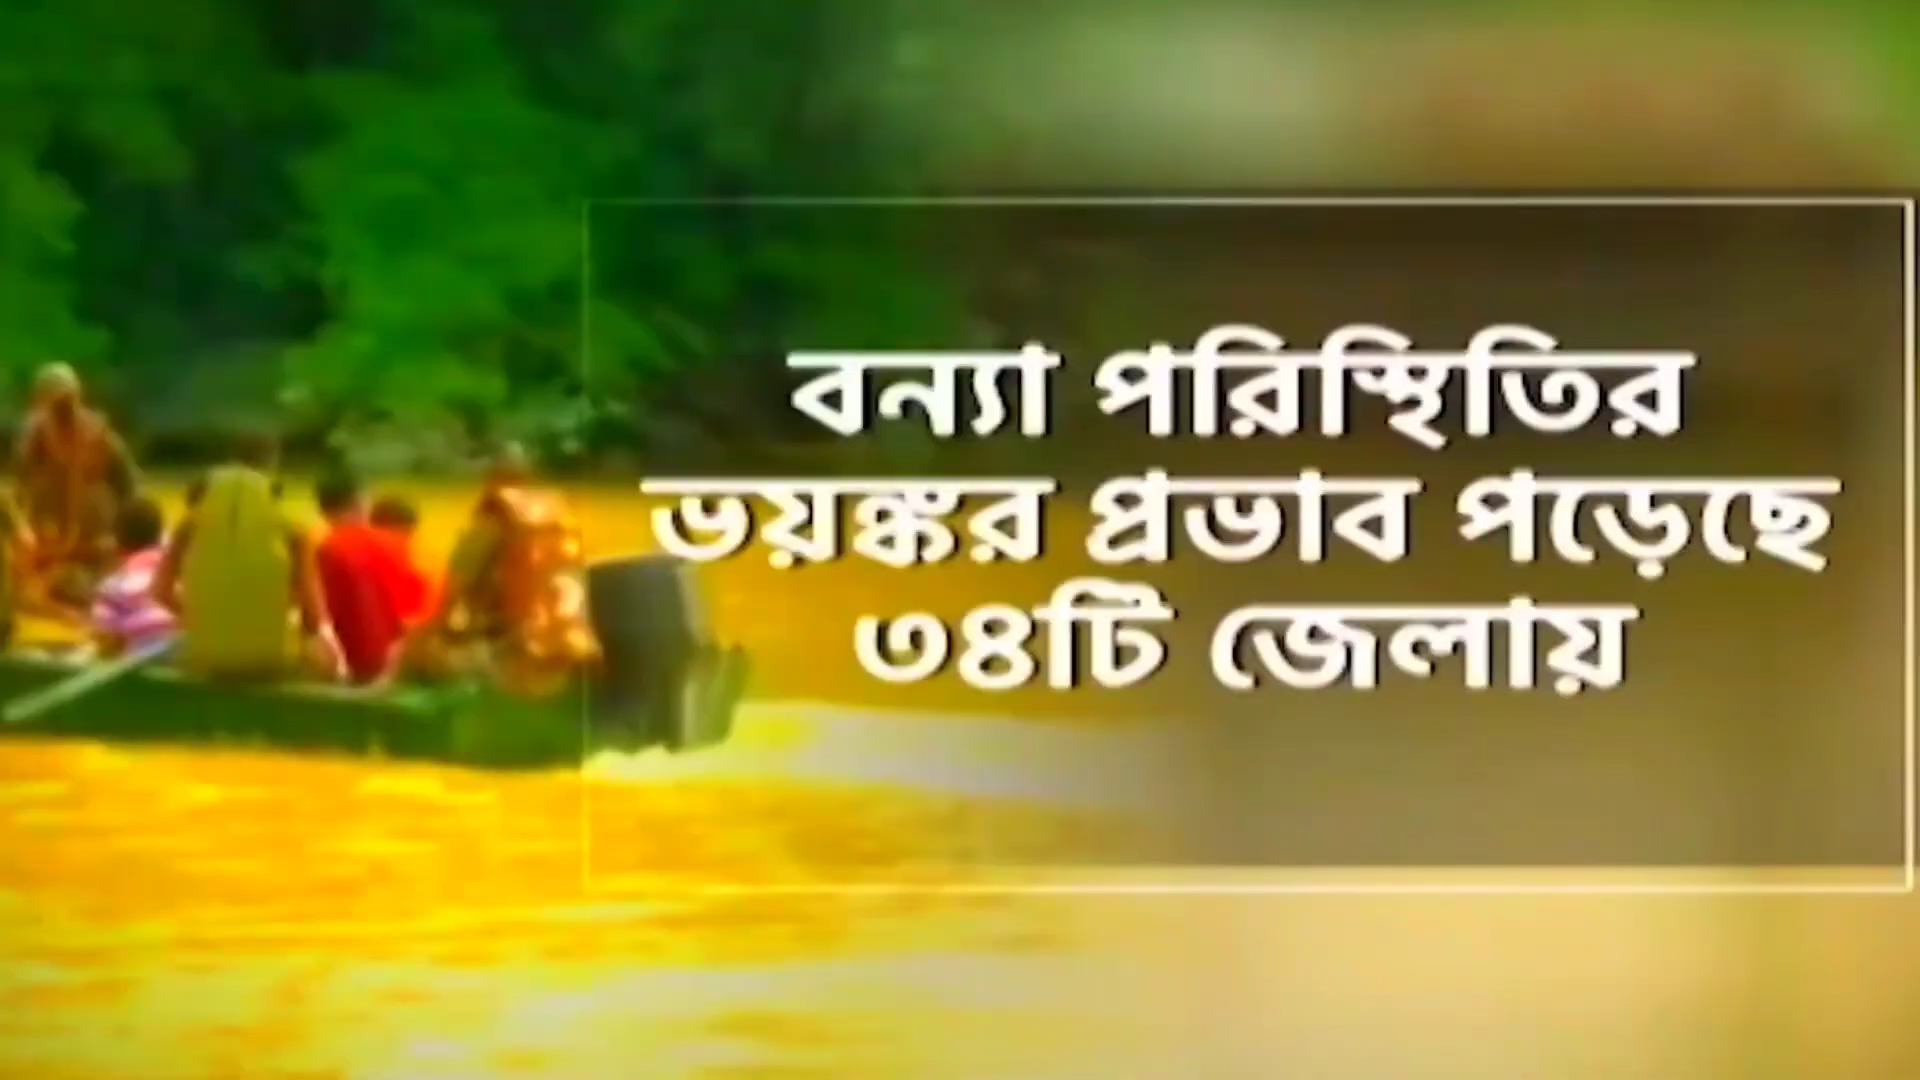 বন্যা পরিস্থিতির
ভয়ঙ্কর প্রভাব পড়েছে
৩৪টি জেলায়